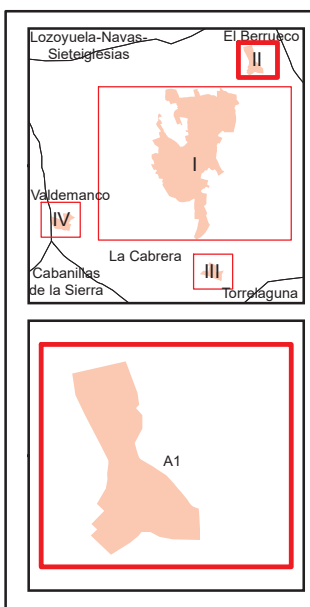 Lozoyuela-Navas-
Sieteiglesias
El Berrueco
II
I
Valdemanco
IV
La Cabrera
III
Cabanillas
de la Sierra
Torrelaguna
A1